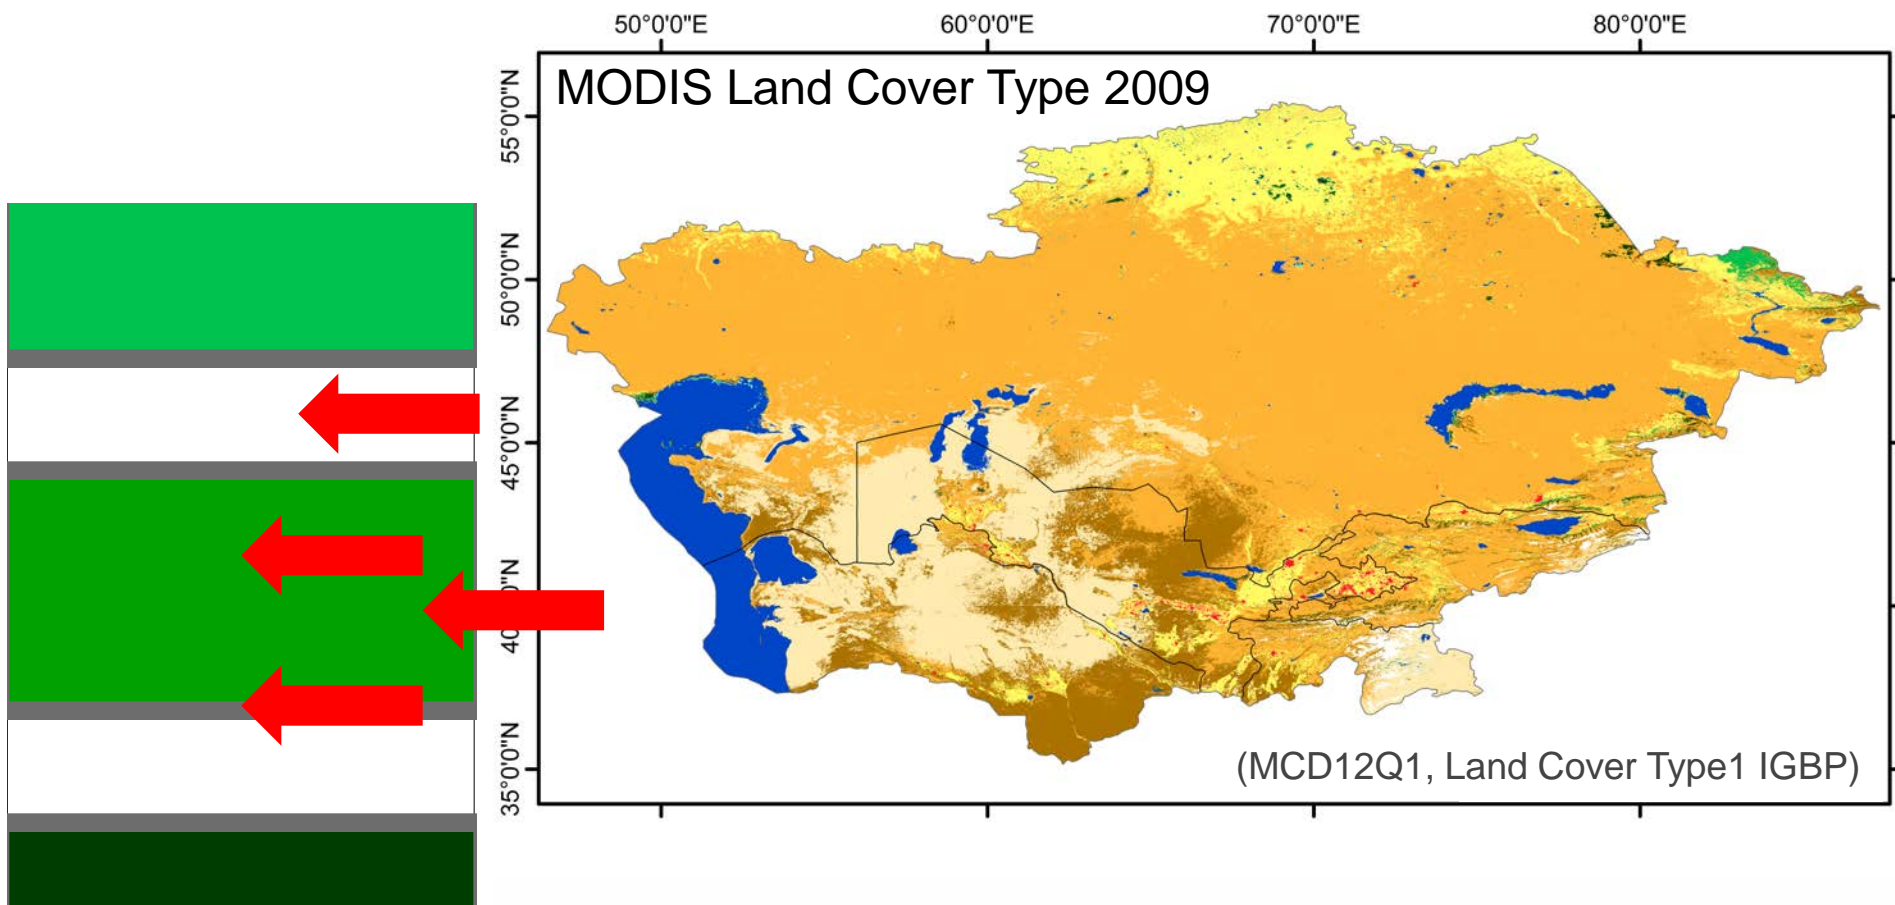 50°0'0"E 60°0'0"E 70°0'0"E 80°0'0"E
MODIS Land Cover Type 2009
55°0'0"N
50°0'0"N
45°0'0"N
35°0'0"N
(MCD12Q1, Land Cover Type1 IGBP)